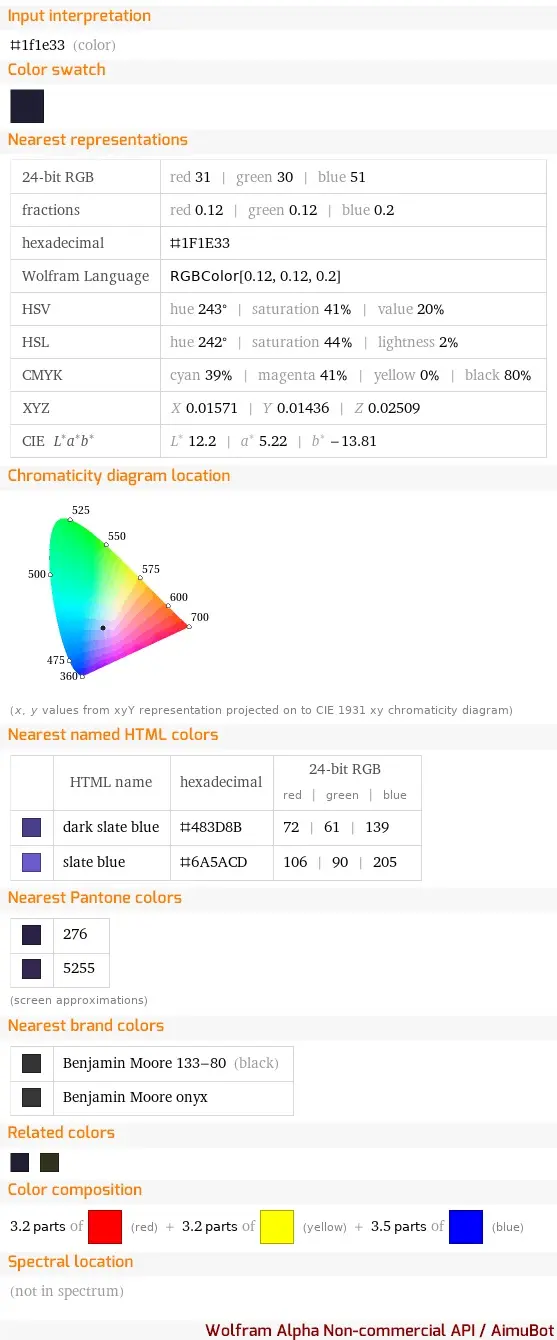 Input interpretation
#1f1e33 (color)
Color swatch
Nearest representations
24-bit RGB red 31 | green 30 | blue 51
fractions red 0.12 | green 0.12 | blue 0.2
hexadecimal #1F1E33
Wolfram Language RGBColor[0.12, 0.12, 0.2]
HSV hue 243° | saturation 41% | value 20%
HSL hue 242° | saturation 44% | lightness 2%
CMYK cyan 39% | magenta 41% | yellow 0% | black 80%
XYZ X 0.01571 | Y 0.01436 | Z 0.02509
CIE L*a*b* L* 12.2 | a* 5.22 | b* −13.81
Chromaticity diagram location
525
550
575
500
600
700
475
360
(x, y values from xyY representation projected on to CIE 1931 xy chromaticity diagram)
Nearest named HTML colors
HTML name hexadecimal 24-bit RGB
red | green | blue
dark slate blue #483D8B 72 | 61 | 139
slate blue #6A5ACD 106 | 90 | 205
Nearest Pantone colors
276
5255
(screen approximations)
Nearest brand colors
Benjamin Moore 133−80 (black)
Benjamin Moore onyx
Related colors
Color composition
3.2 parts of (red) + 3.2 parts of (yellow) + 3.5 parts of (blue)
Spectral location
(not in spectrum)
Wolfram Alpha Non-commercial API / AimuBot